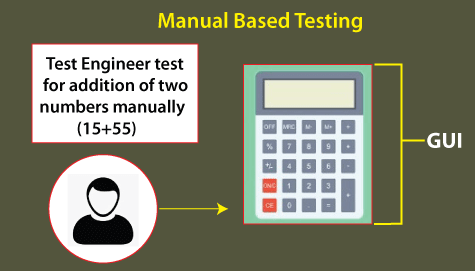 Manual Based Testing
Test Engineer test
for addition of two
numbers manually
(15+55)
OFF MRC M- M+ ÷
% 7 8 9 ×
+/- 4 5 6 -
ON/C 1 2 3 +
CE 0 . =
GUI